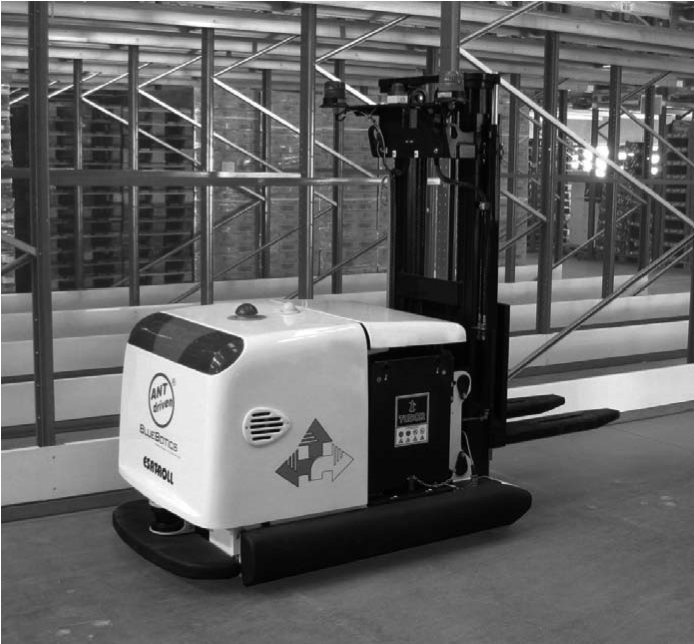 ANT
®
driven
BLUEBOTICS
ESATROLL